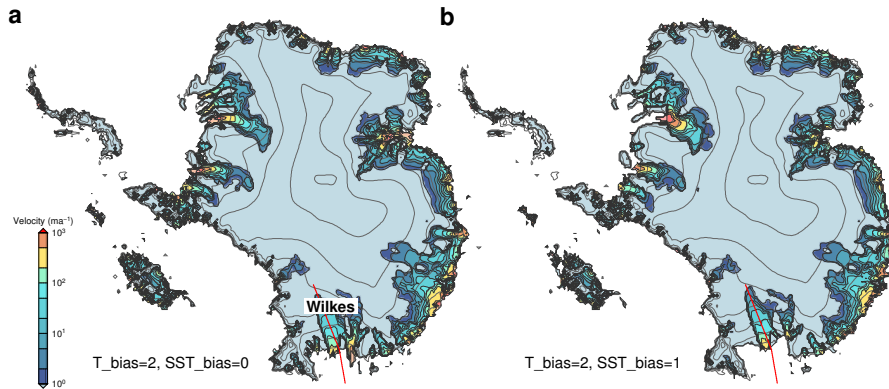 a
b
Velocity (ma⁻¹)
10³
10²
10¹
10⁰
Wilkes
T_bias=2, SST_bias=0
T_bias=2, SST_bias=1